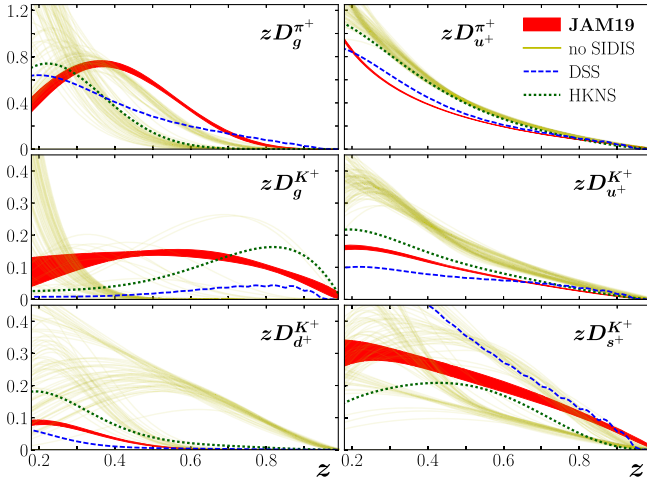 1.2
0.8
0.4
0
zD_g^{π+}
zD_{u+}^{π+}
JAM19
no SIDIS
DSS
HKNS
0.4
0.3
0.2
0.1
0
zD_g^{K+}
zD_{u+}^{K+}
0.4
0.3
0.2
0.1
0
zD_{d+}^{K+}
zD_{s+}^{K+}
0.2 0.4 0.6 0.8 z
0.2 0.4 0.6 0.8 z